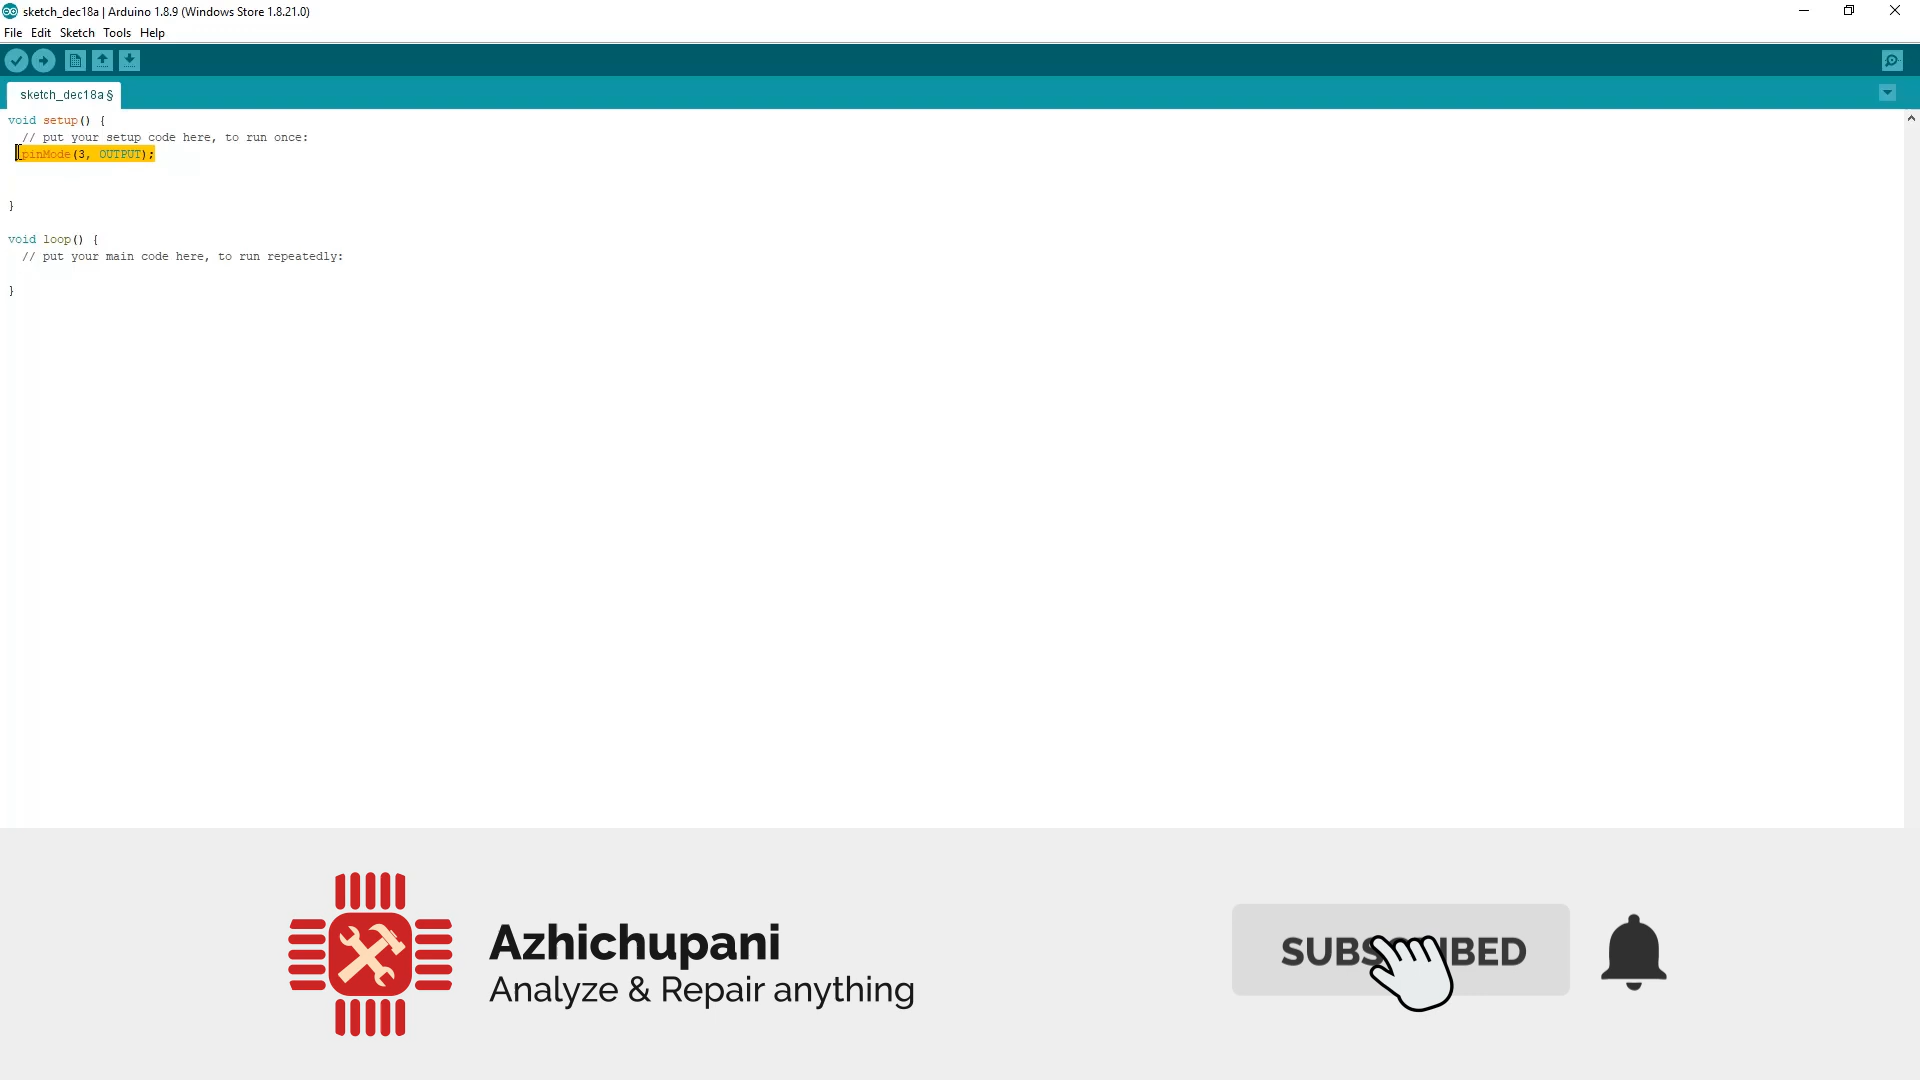 sketch_dec18a | Arduino 1.8.9 (Windows Store 1.8.21.0)
File Edit Sketch Tools Help
sketch_dec18a §
void setup() {
  // put your setup code here, to run once:
  pinMode(3, OUTPUT);
}
void loop() {
  // put your main code here, to run repeatedly:
}
Azhichupani
Analyze & Repair anything
SUBSCRIBED